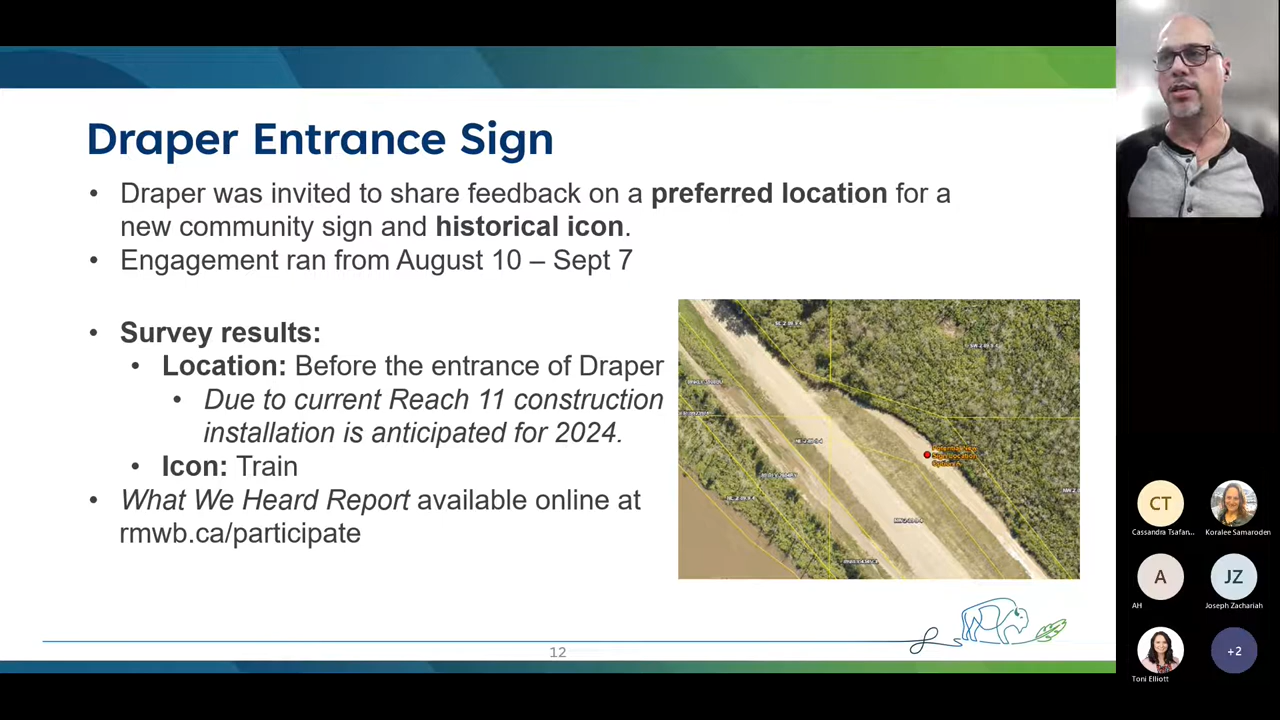 Draper Entrance Sign
• Draper was invited to share feedback on a preferred location for a
new community sign and historical icon.
• Engagement ran from August 10 – Sept 7
• Survey results:
• Location: Before the entrance of Draper
• Due to current Reach 11 construction
installation is anticipated for 2024.
• Icon: Train
• What We Heard Report available online at
rmwb.ca/participate
12
CT
Cassandra Tsafan...
Koralee Samaroden
A
AH
JZ
Joseph Zachariah
Toni Elliott
+2